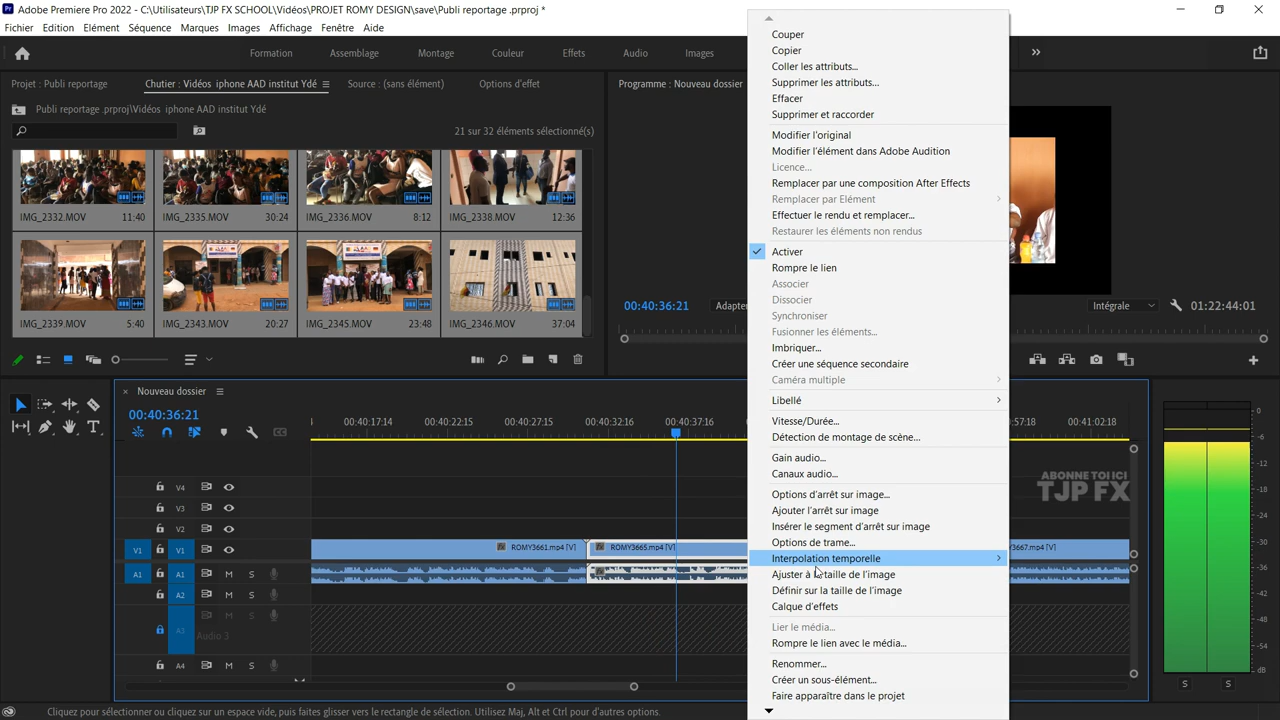 Adobe Premiere Pro 2022 - C:\Utilisateurs\TJP FX SCHOOL\Vidéos\PROJET ROMY DESIGN\save\Publi reportage .prproj *
Fichier Edition Elément Séquence Marques Images Affichage Fenêtre Aide
Formation Assemblage Montage Couleur Effets Audio Images
Projet : Publi reportage Chutier : Vidéos iphone AAD institut Ydé Source : (sans élément) Options d'effet
Publi reportage .prproj\Vidéos iphone AAD institut Ydé
21 sur 32 éléments sélectionné(s)
IMG_2332.MOV 11:40 IMG_2335.MOV 30:24 IMG_2336.MOV 8:12 IMG_2338.MOV 12:36
IMG_2339.MOV 5:40 IMG_2343.MOV 20:27 IMG_2345.MOV 23:48 IMG_2346.MOV 37:04
Programme : Nouveau dossier
00:40:36:21 Adapter Intégrale 01:22:44:01
Couper
Copier
Coller les attributs...
Supprimer les attributs...
Effacer
Supprimer et raccorder
Modifier l'original
Modifier l'élément dans Adobe Audition
Licence...
Remplacer par une composition After Effects
Remplacer par Elément
Effectuer le rendu et remplacer...
Restaurer les éléments non rendus
Activer
Rompre le lien
Associer
Dissocier
Synchroniser
Fusionner les éléments...
Imbriquer...
Créer une séquence secondaire
Caméra multiple
Libellé
Vitesse/Durée...
Détection de montage de scène...
Gain audio...
Canaux audio...
Options d'arrêt sur image...
Ajouter l'arrêt sur image
Insérer le segment d'arrêt sur image
Options de trame...
Interpolation temporelle
Ajuster à la taille de l'image
Définir sur la taille de l'image
Calque d'effets
Lier le média...
Rompre le lien avec le média...
Renommer...
Créer un sous-élément...
Faire apparaître dans le projet
Nouveau dossier
00:40:36:21
00:40:17:14 00:40:22:15 00:40:27:15 00:40:32:16 00:40:37:16 57:18 00:41:02:18
V4
V3
V2
V1 V1 ROMY3661.mp4 [V] ROMY3665.mp4 [V] 3667.mp4 [V]
A1 A1 M S
A2 M S
A3 M S
Audio 3
A4 M S
ABONNE TOI ICI
TJP FX
0
-6
-12
-18
-24
-30
-36
-42
-48
-54
dB
S S
Cliquez pour sélectionner ou cliquez sur un espace vide, puis faites glisser vers le rectangle de sélection. Utilisez Maj, Alt et Ctrl pour d'autres options.